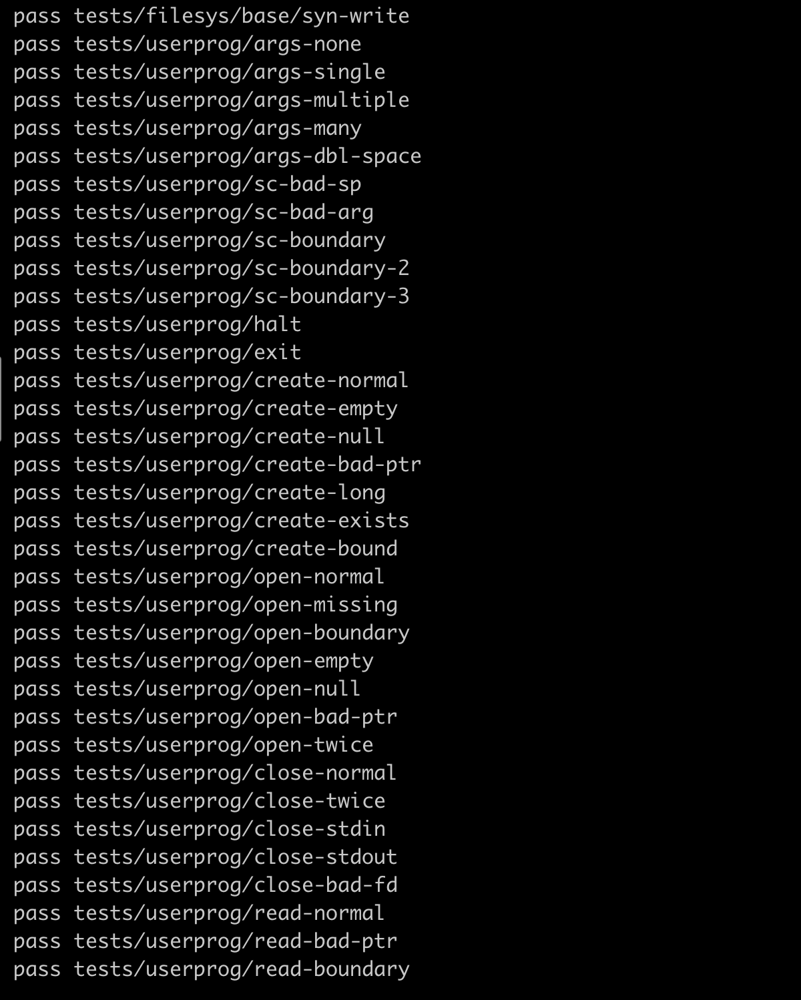 pass tests/filesys/base/syn-write
pass tests/userprog/args-none
pass tests/userprog/args-single
pass tests/userprog/args-multiple
pass tests/userprog/args-many
pass tests/userprog/args-dbl-space
pass tests/userprog/sc-bad-sp
pass tests/userprog/sc-bad-arg
pass tests/userprog/sc-boundary
pass tests/userprog/sc-boundary-2
pass tests/userprog/sc-boundary-3
pass tests/userprog/halt
pass tests/userprog/exit
pass tests/userprog/create-normal
pass tests/userprog/create-empty
pass tests/userprog/create-null
pass tests/userprog/create-bad-ptr
pass tests/userprog/create-long
pass tests/userprog/create-exists
pass tests/userprog/create-bound
pass tests/userprog/open-normal
pass tests/userprog/open-missing
pass tests/userprog/open-boundary
pass tests/userprog/open-empty
pass tests/userprog/open-null
pass tests/userprog/open-bad-ptr
pass tests/userprog/open-twice
pass tests/userprog/close-normal
pass tests/userprog/close-twice
pass tests/userprog/close-stdin
pass tests/userprog/close-stdout
pass tests/userprog/close-bad-fd
pass tests/userprog/read-normal
pass tests/userprog/read-bad-ptr
pass tests/userprog/read-boundary